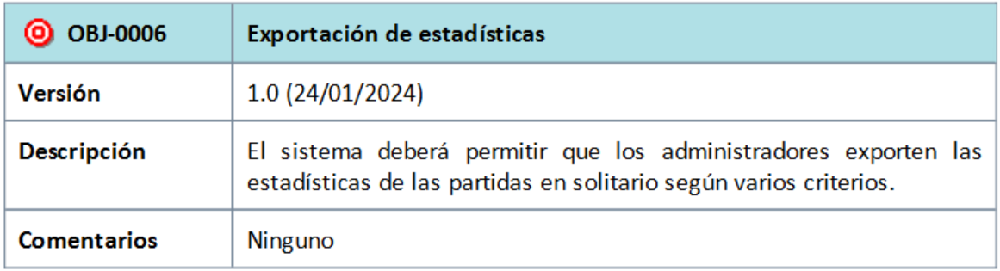 OBJ-0006 Exportación de estadísticas
Versión 1.0 (24/01/2024)
Descripción El sistema deberá permitir que los administradores exporten las
estadísticas de las partidas en solitario según varios criterios.
Comentarios Ninguno